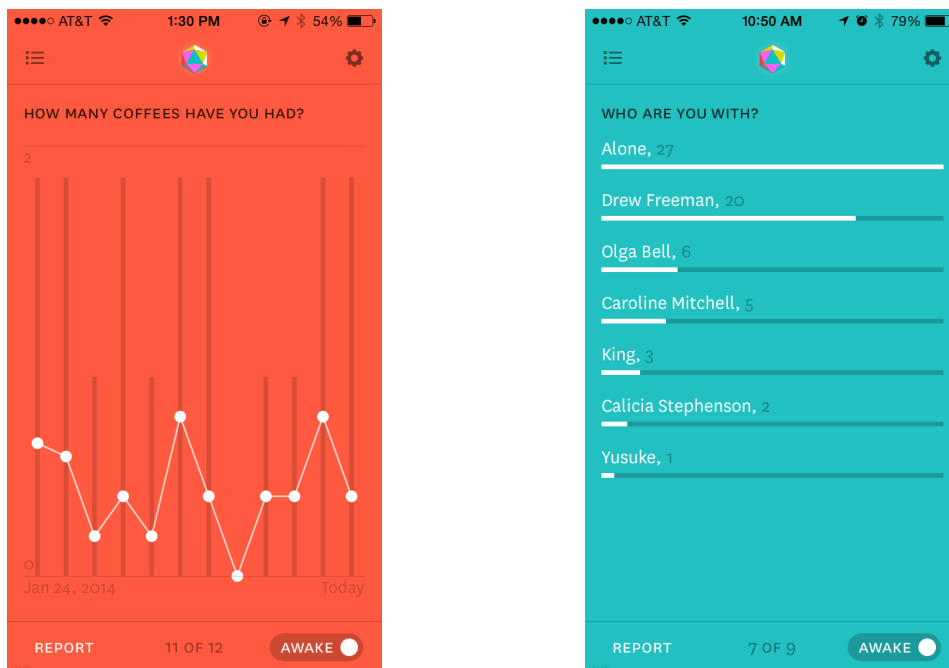 AT&T 1:30 PM 54%
HOW MANY COFFEES HAVE YOU HAD?
2
0
Jan 24, 2014 Today
REPORT 11 OF 12 AWAKE
AT&T 10:50 AM 79%
WHO ARE YOU WITH?
Alone, 27
Drew Freeman, 20
Olga Bell, 6
Caroline Mitchell, 5
King, 3
Calicia Stephenson, 2
Yusuke, 1
REPORT 7 OF 9 AWAKE